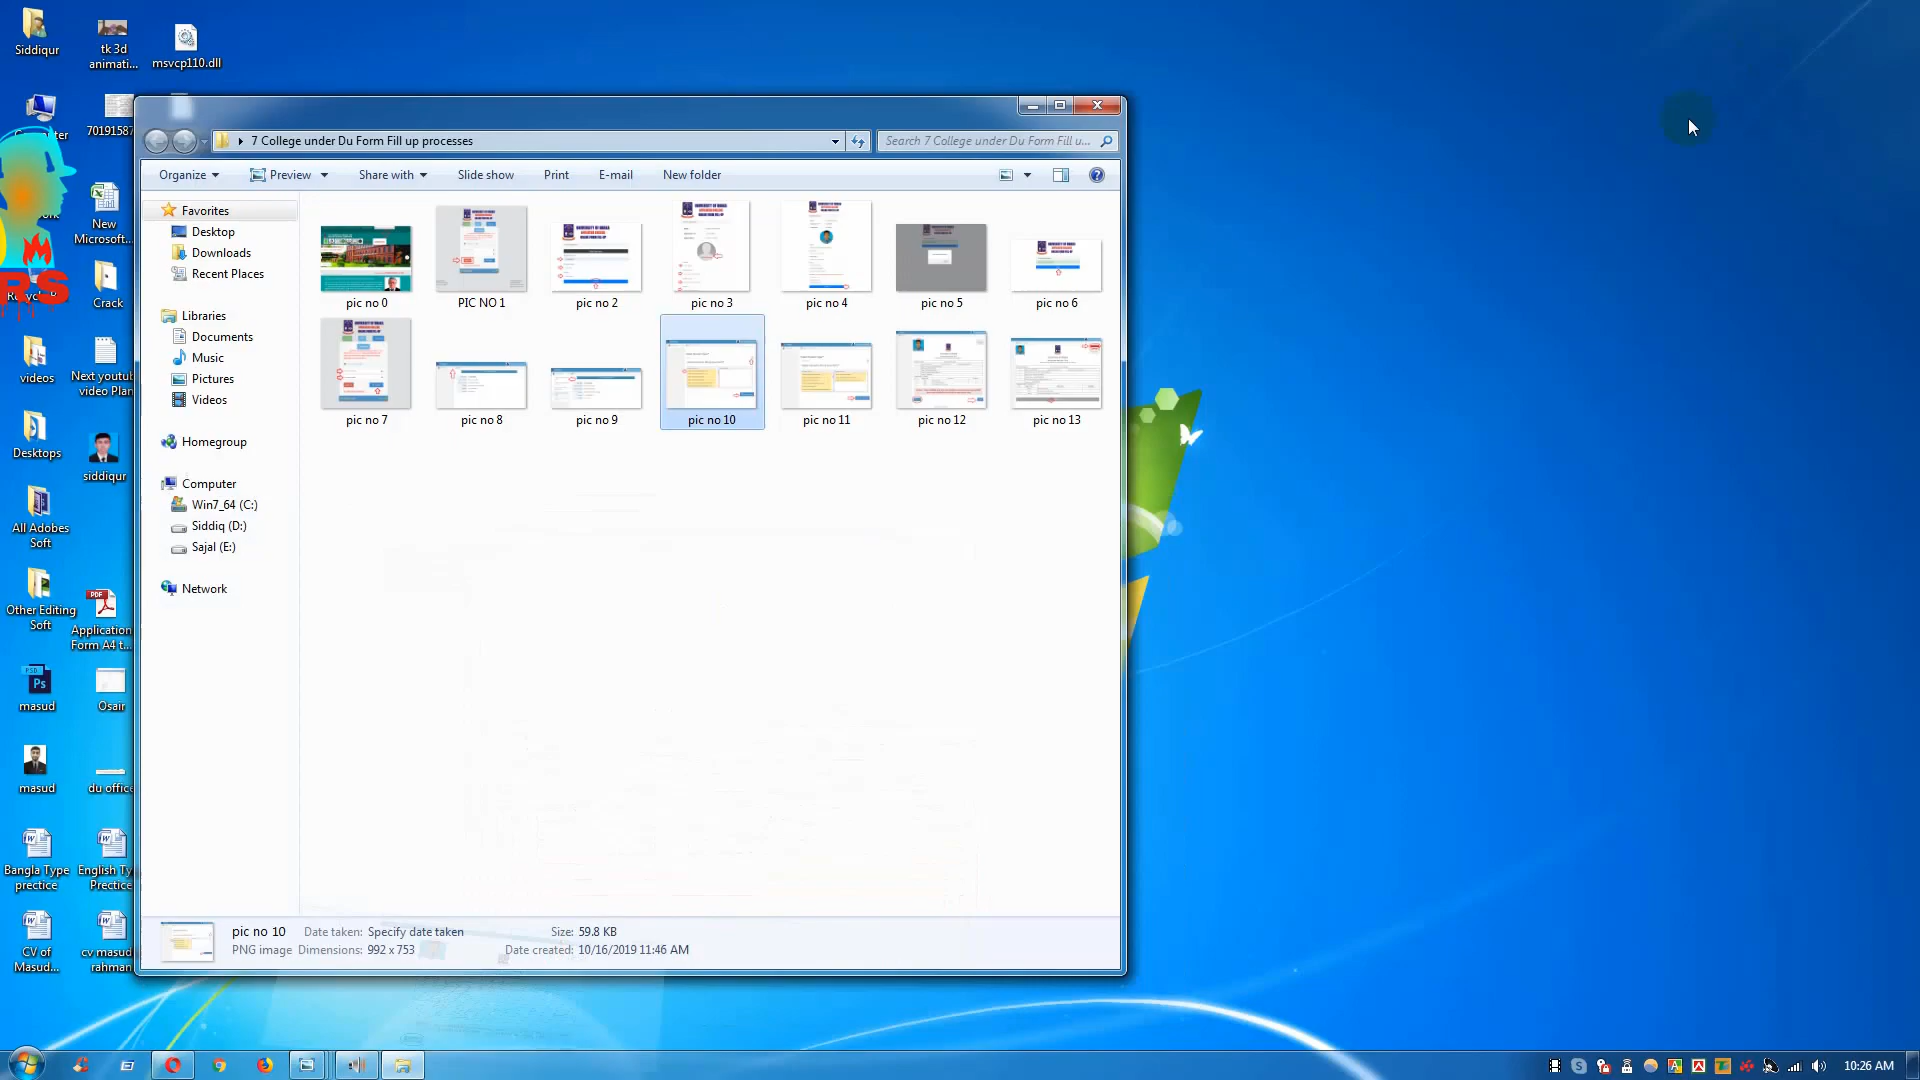 Siddiqur
tk 3d
animati...
msvcp110.dll
70191587
7 College under Du Form Fill up processes
Search 7 College under Du Form Fill u...
Organize
Preview
Share with
Slide show
Print
E-mail
New folder
New
Microsoft...
Crack
RS
videos
Next youtub
video Plan
Desktops
siddiqur
All Adobes
Soft
Other Editing
Soft
PDF
Application
Form A4 t...
PSD
Ps
masud
Osair
masud
du office
Bangla Type
prectice
English Ty
Prectice
CV of
Masud...
cv masud
rahman
Favorites
Desktop
Downloads
Recent Places
Libraries
Documents
Music
Pictures
Videos
Homegroup
Computer
Win7_64 (C:)
Siddiq (D:)
Sajal (E:)
Network
pic no 0
PIC NO 1
pic no 2
pic no 3
pic no 4
pic no 5
pic no 6
pic no 7
pic no 8
pic no 9
pic no 10
pic no 11
pic no 12
pic no 13
pic no 10
Date taken: Specify date taken
Size: 59.8 KB
PNG image
Dimensions: 992 x 753
Date created: 10/16/2019 11:46 AM
10:26 AM